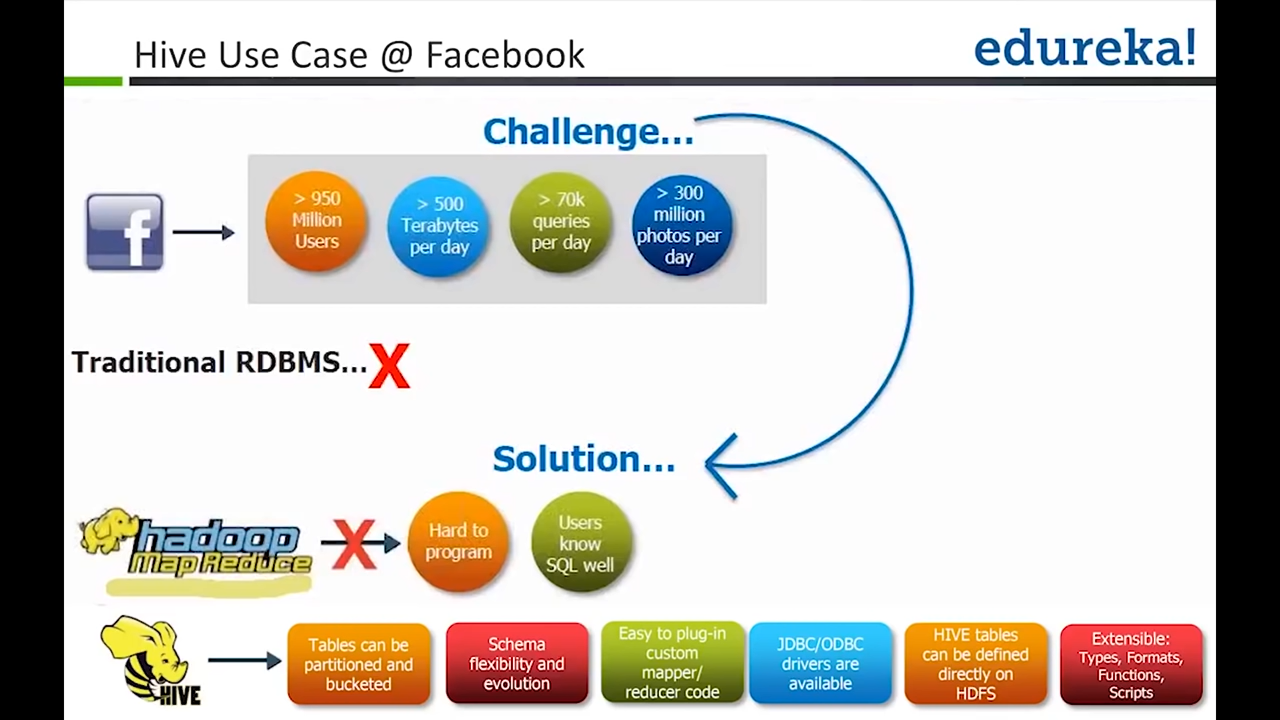 Hive Use Case @ Facebook
edureka!
Challenge...
f
> 950
Million
Users
> 500
Terabytes
per day
> 70k
queries
per day
> 300
million
photos per
day
Traditional RDBMS...X
Solution...
hadoop
Map Reduce
X
Hard to
program
Users
know
SQL well
HIVE
Tables can be
partitioned and
bucketed
Schema
flexibility and
evolution
Easy to plug-in
custom
mapper/
reducer code
JDBC/ODBC
drivers are
available
HIVE tables
can be defined
directly on
HDFS
Extensible:
Types, Formats,
Functions,
Scripts